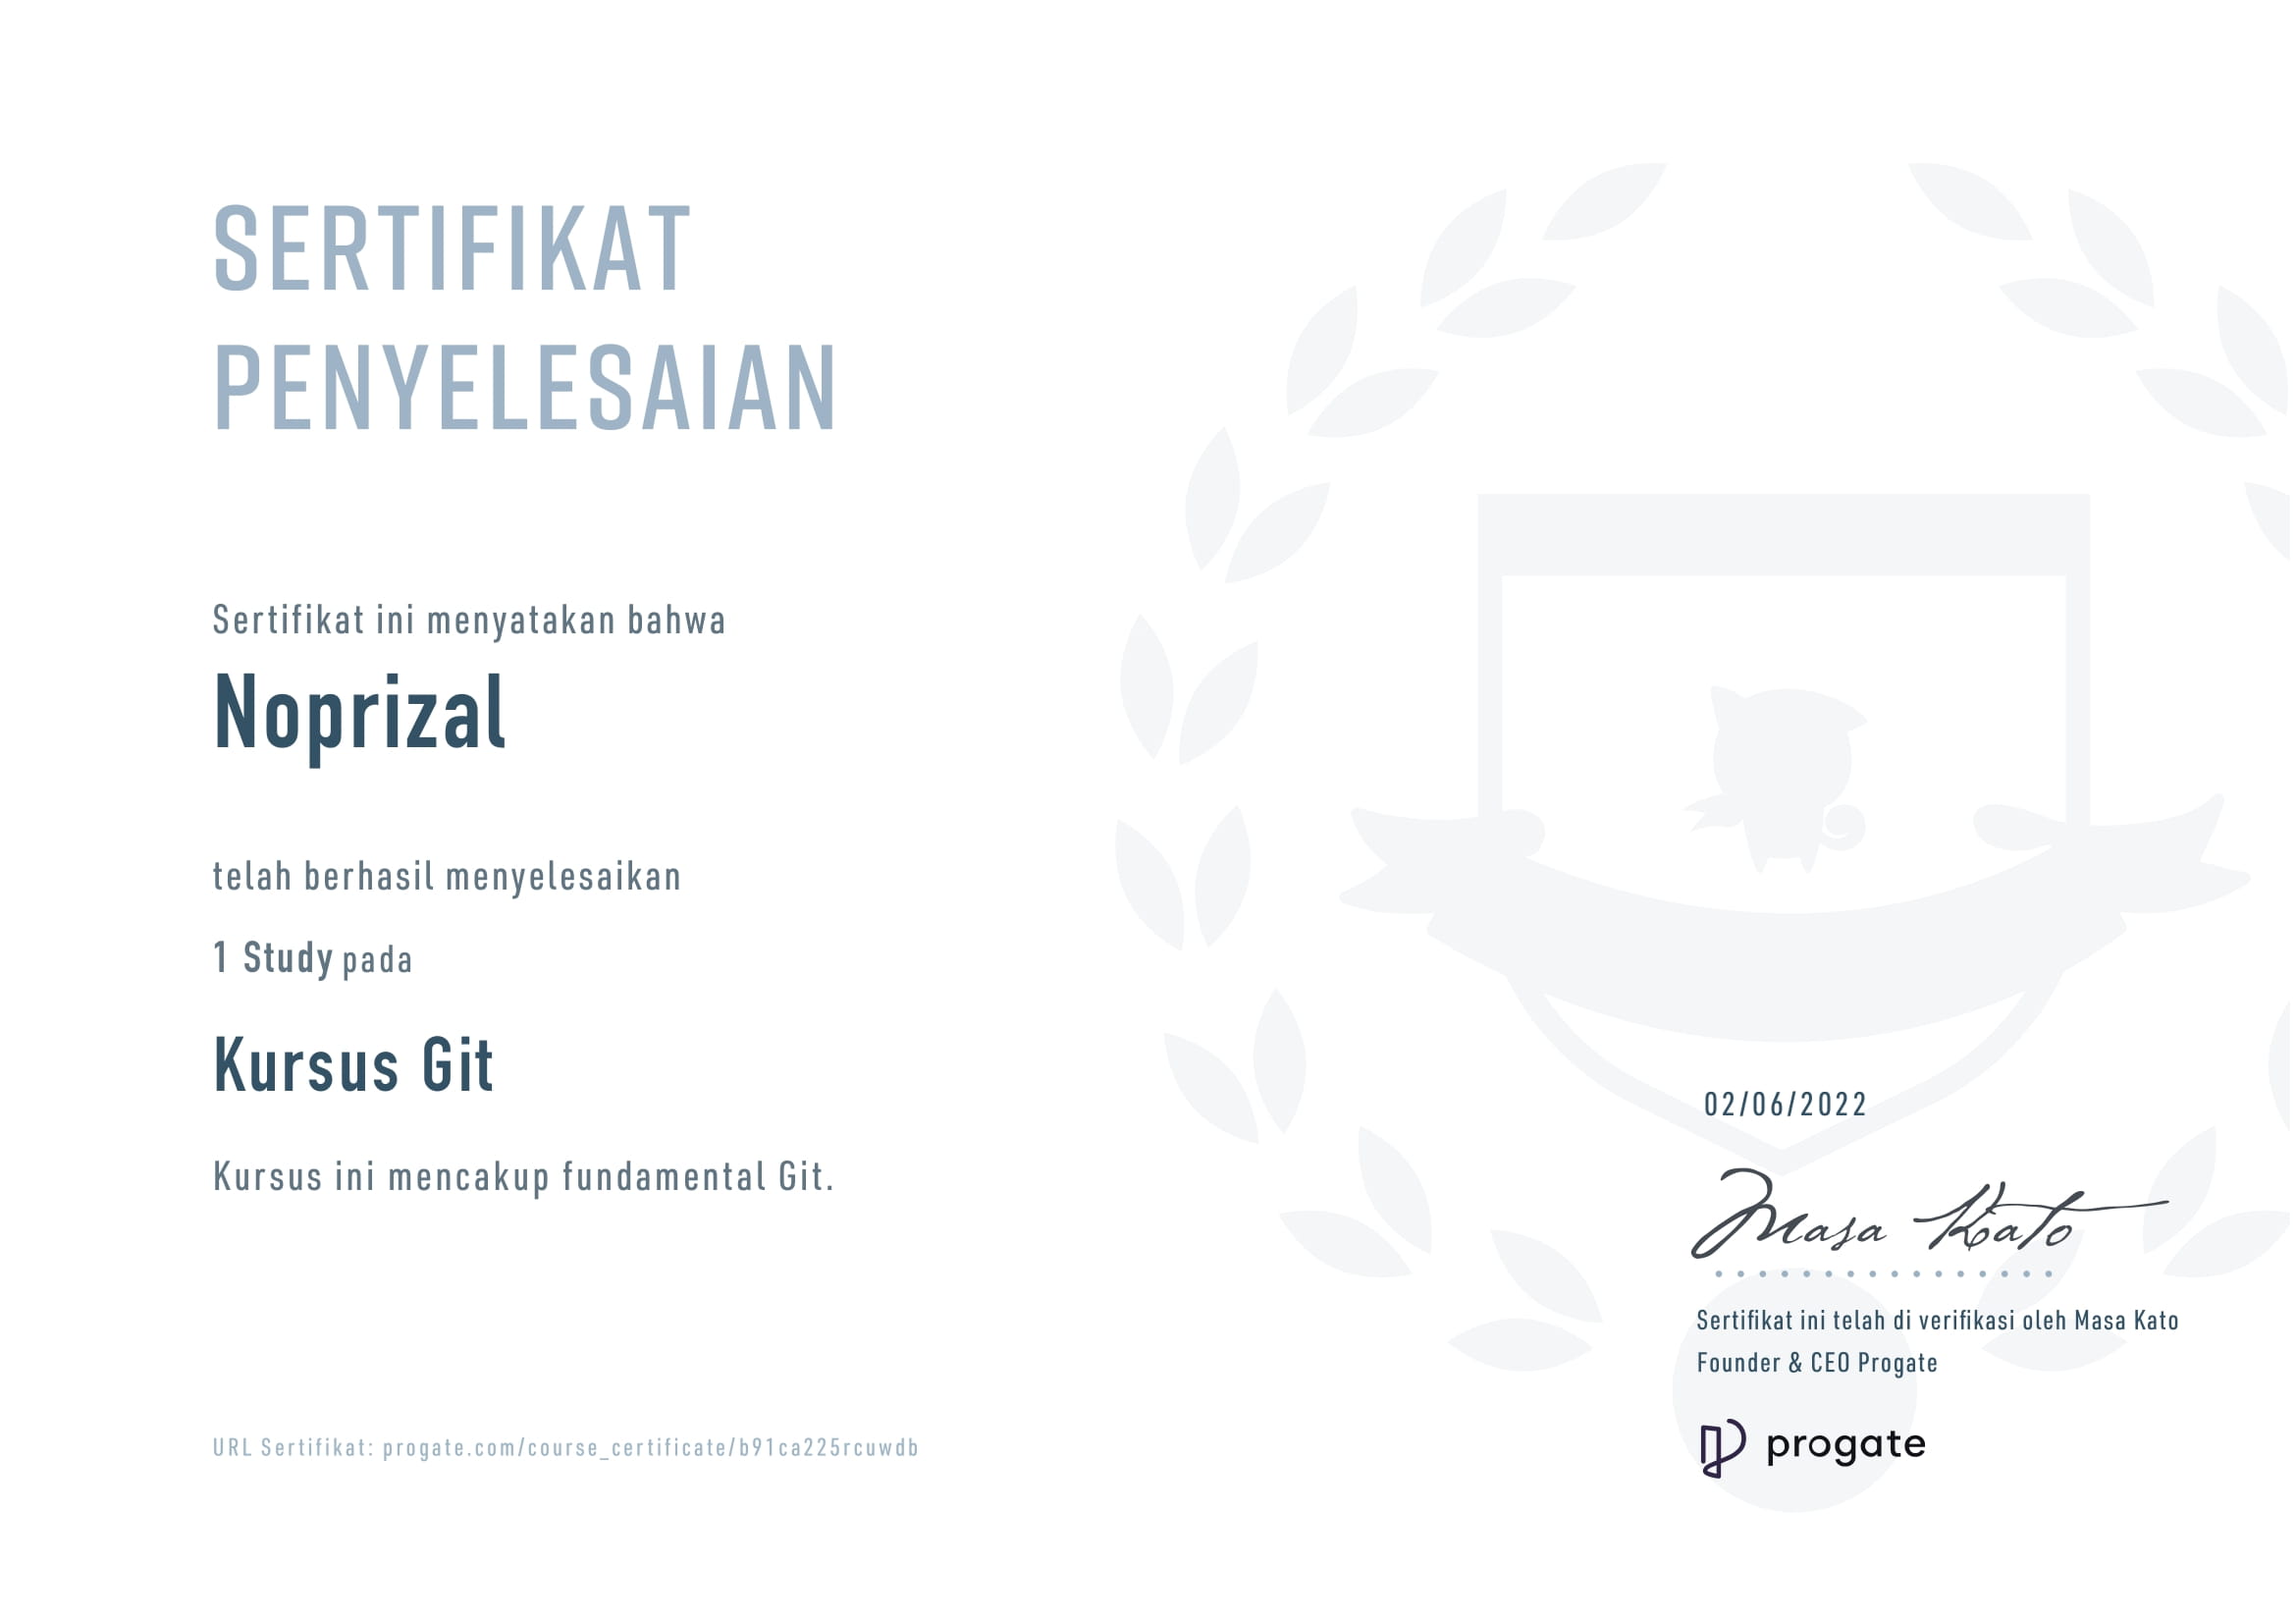 SERTIFIKAT
PENYELESAIAN
Sertifikat ini menyatakan bahwa
Noprizal
telah berhasil menyelesaikan
1 Study pada
Kursus Git
Kursus ini mencakup fundamental Git.
02/06/2022
Masa Kato
Sertifikat ini telah di verifikasi oleh Masa Kato
Founder & CEO Progate
URL Sertifikat: progate.com/course_certificate/b91ca225rcuwdb
progate